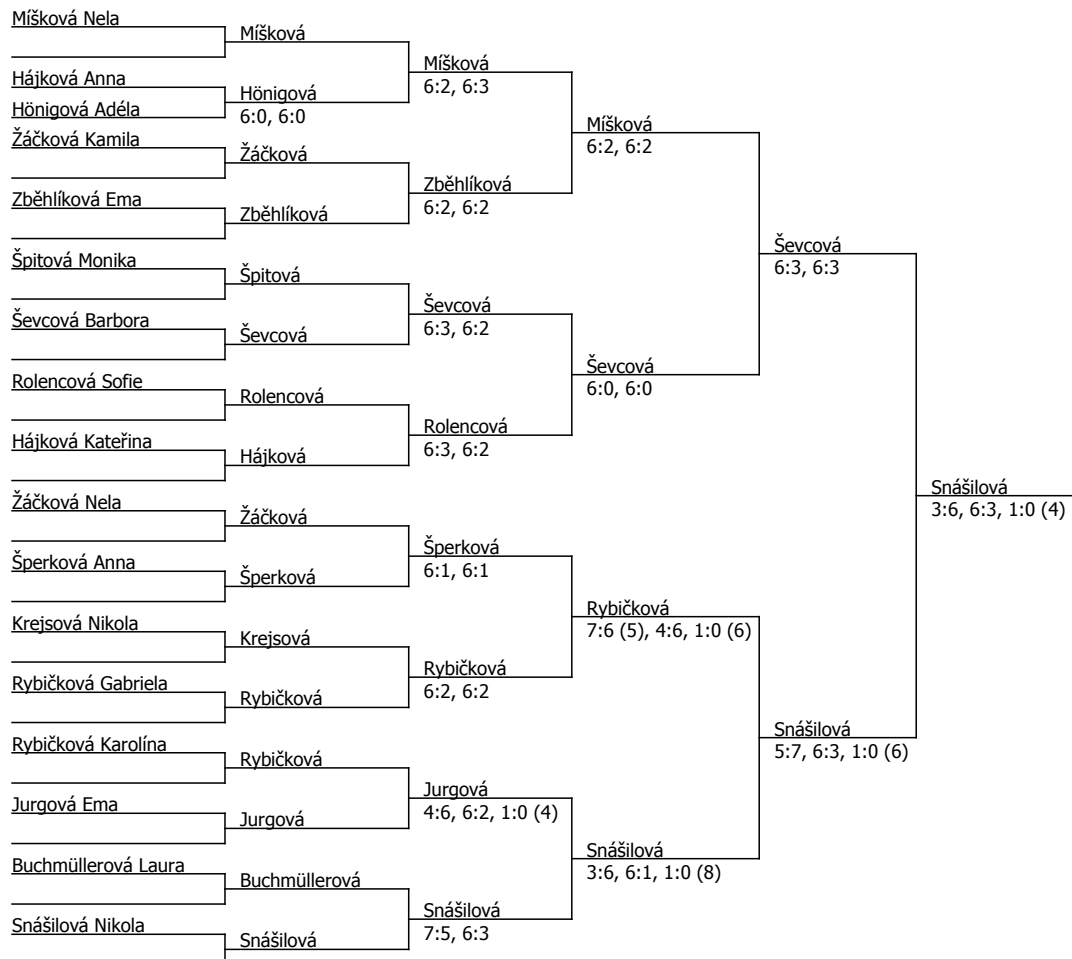 Míšková Nela
Míšková
Míšková
6:2, 6:3
Hájková Anna
Hönigová
6:0, 6:0
Hönigová Adéla
Míšková
6:2, 6:2
Žáčková Kamila
Žáčková
Zběhlíková
6:2, 6:2
Zběhlíková Ema
Zběhlíková
Ševcová
6:3, 6:3
Špitová Monika
Špitová
Ševcová
6:3, 6:2
Ševcová Barbora
Ševcová
Ševcová
6:0, 6:0
Rolencová Sofie
Rolencová
Rolencová
6:3, 6:2
Hájková Kateřina
Hájková
Snášilová
3:6, 6:3, 1:0 (4)
Žáčková Nela
Žáčková
Šperková
6:1, 6:1
Šperková Anna
Šperková
Rybičková
7:6 (5), 4:6, 1:0 (6)
Krejsová Nikola
Krejsová
Rybičková
6:2, 6:2
Rybičková Gabriela
Rybičková
Snášilová
5:7, 6:3, 1:0 (6)
Rybičková Karolína
Rybičková
Jurgová
4:6, 6:2, 1:0 (4)
Jurgová Ema
Jurgová
Snášilová
3:6, 6:1, 1:0 (8)
Buchmüllerová Laura
Buchmüllerová
Snášilová
7:5, 6:3
Snášilová Nikola
Snášilová